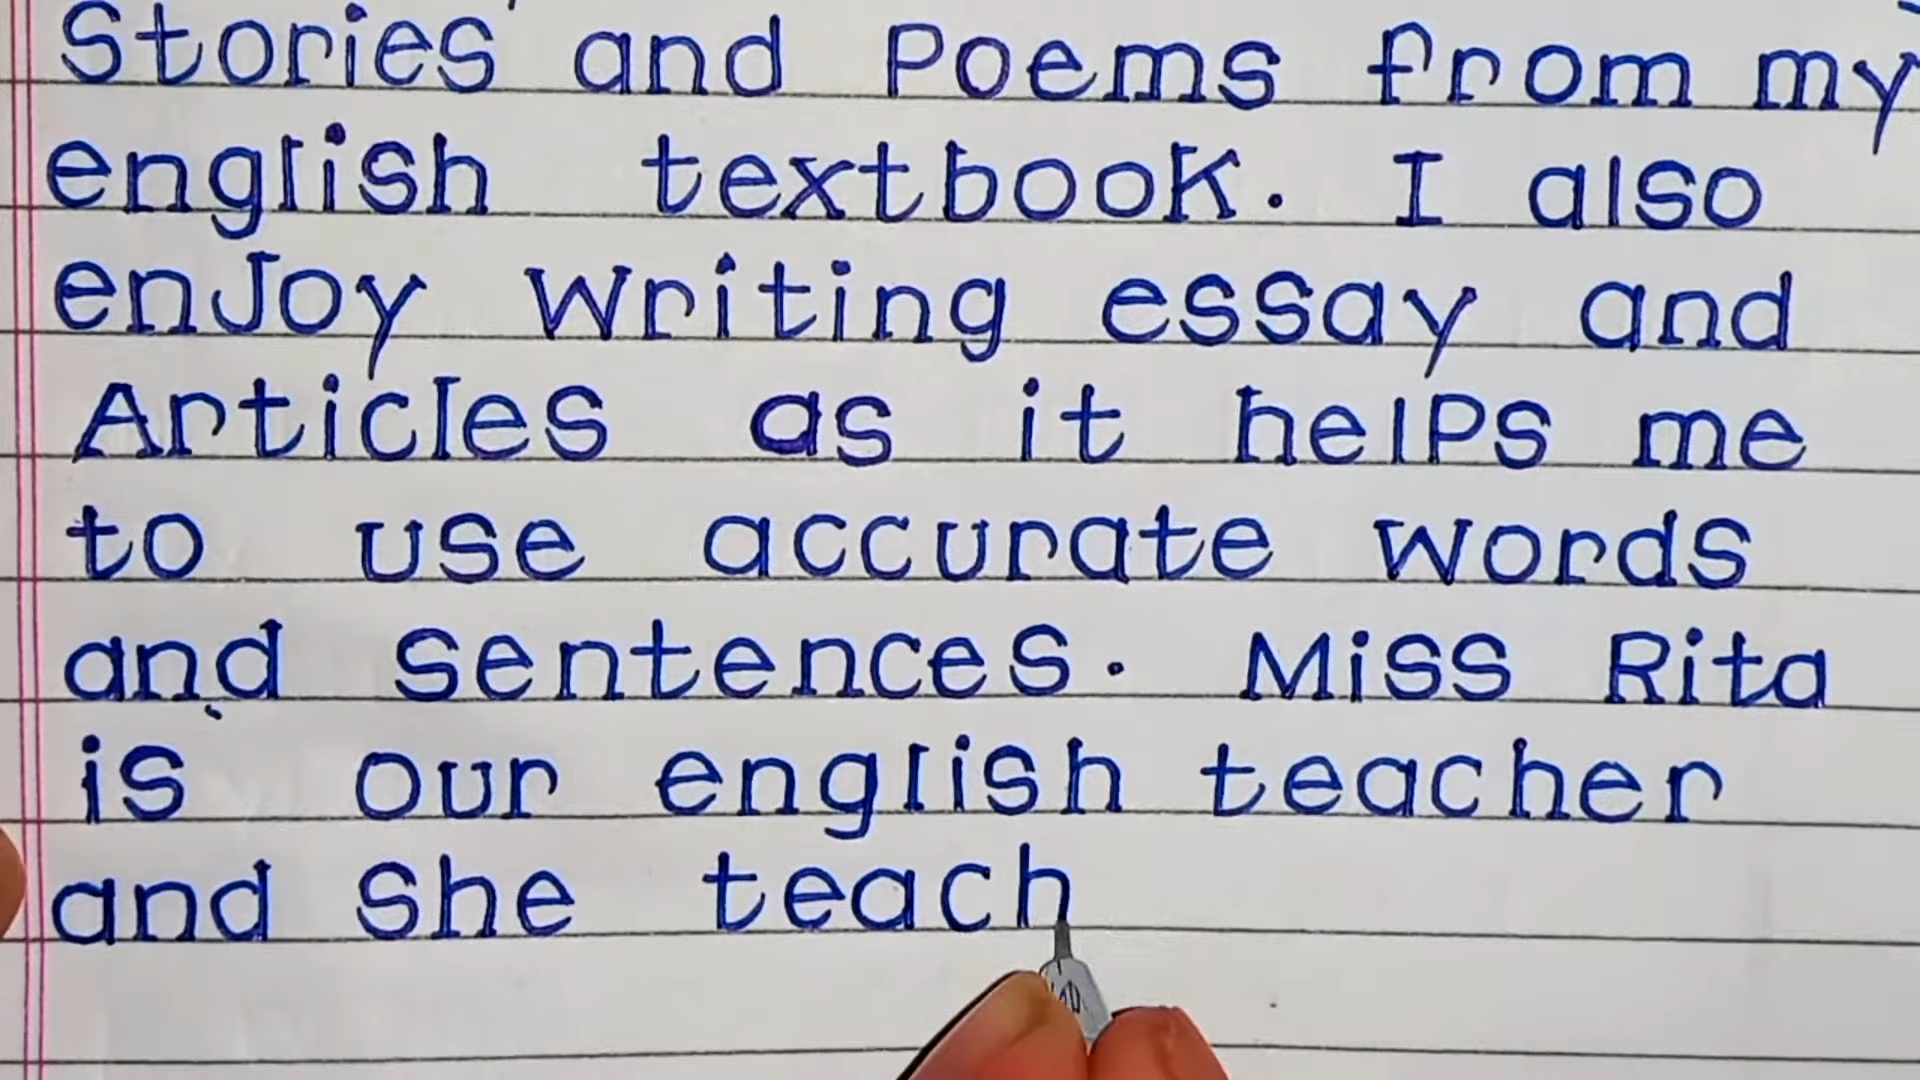 Stories and Poems from my
english textbook. I also
enJoy writing essay and
Articles as it helps me
to use accurate words
and sentences. Miss Rita
is our english teacher
and she teach